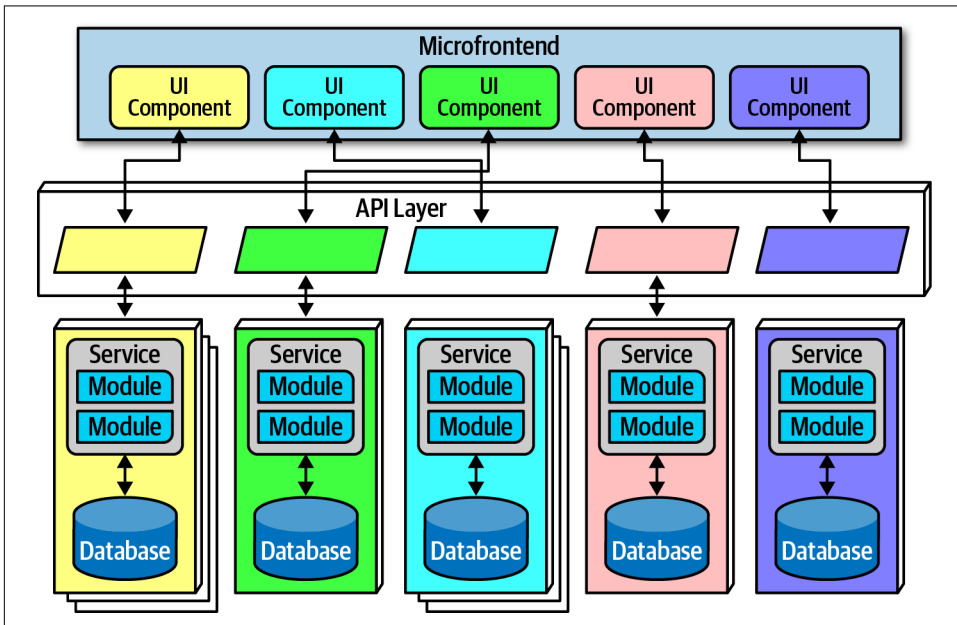 Microfrontend
UI
Component
UI
Component
UI
Component
UI
Component
UI
Component
API Layer
Service
Module
Module
Database
Service
Module
Module
Database
Service
Module
Module
Database
Service
Module
Module
Database
Service
Module
Module
Database